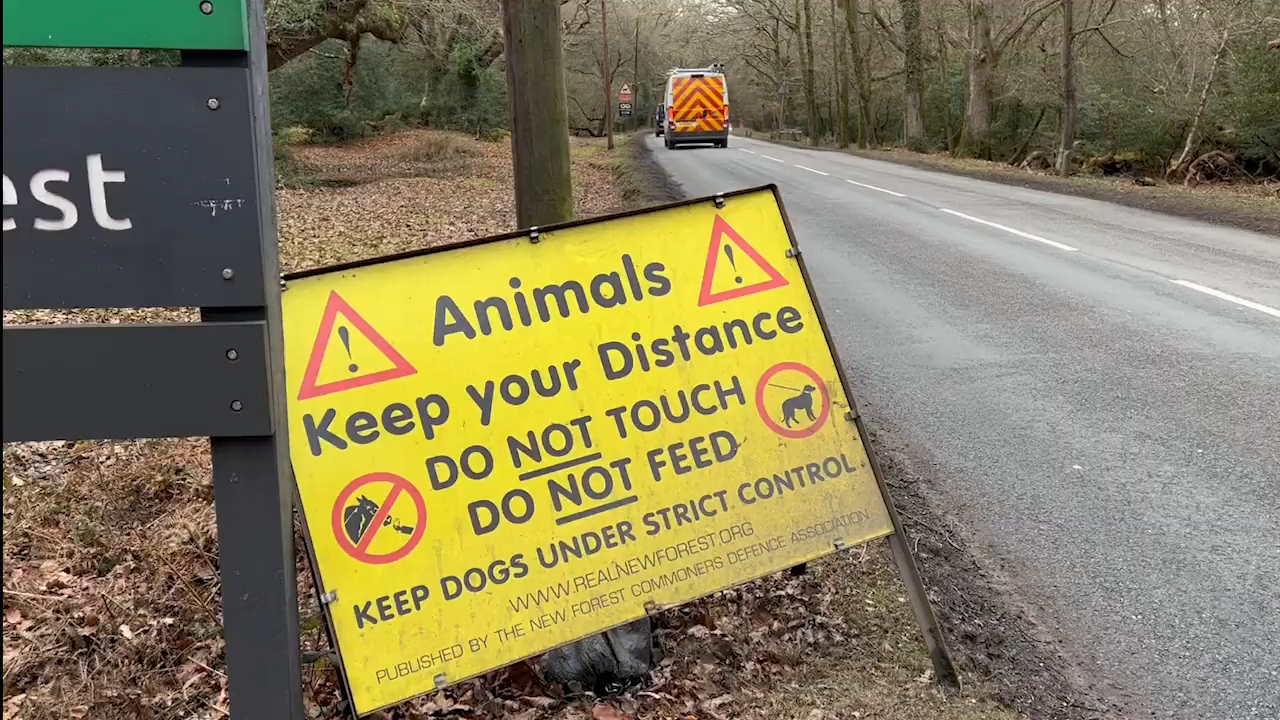 est
Animals
Keep your Distance
DO NOT TOUCH
DO NOT FEED
KEEP DOGS UNDER STRICT CONTROL.
WWW.REALNEWFOREST.ORG
PUBLISHED BY THE NEW FOREST COMMONERS DEFENCE ASSOCIATION